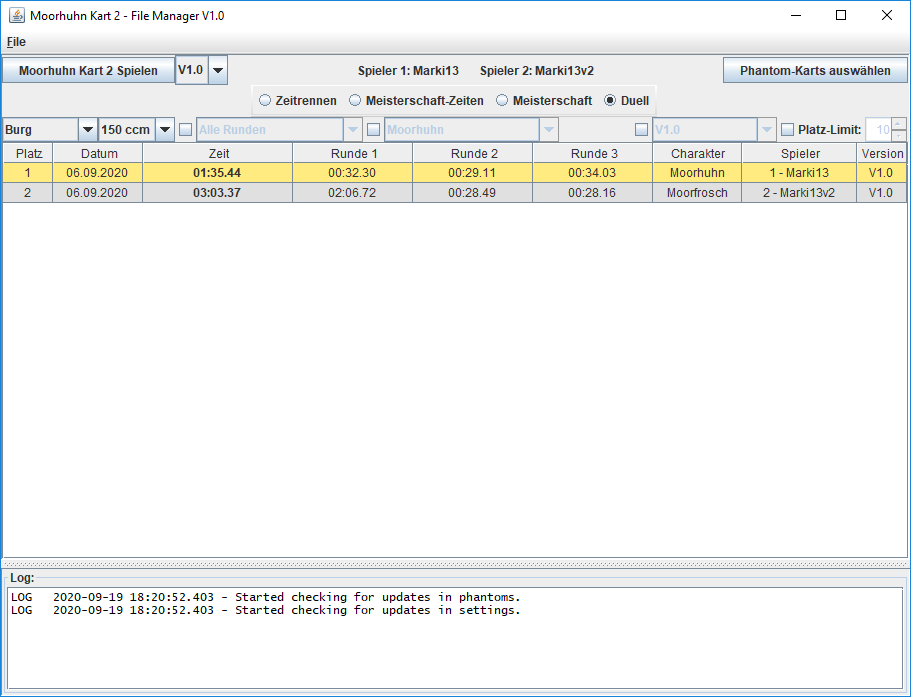 Moorhuhn Kart 2 - File Manager V1.0
File
Moorhuhn Kart 2 Spielen V1.0 Spieler 1: Marki13 Spieler 2: Marki13v2 Phantom-Karts auswählen
Zeitrennen Meisterschaft-Zeiten Meisterschaft Duell
Burg 150 ccm Alle Runden Moorhuhn V1.0 Platz-Limit: 10
Platz Datum Zeit Runde 1 Runde 2 Runde 3 Charakter Spieler Version
1 06.09.2020 01:35.44 00:32.30 00:29.11 00:34.03 Moorhuhn 1 - Marki13 V1.0
2 06.09.2020 03:03.37 02:06.72 00:28.49 00:28.16 Moorfrosch 2 - Marki13v2 V1.0
Log:
LOG 2020-09-19 18:20:52.403 - Started checking for updates in phantoms.
LOG 2020-09-19 18:20:52.403 - Started checking for updates in settings.